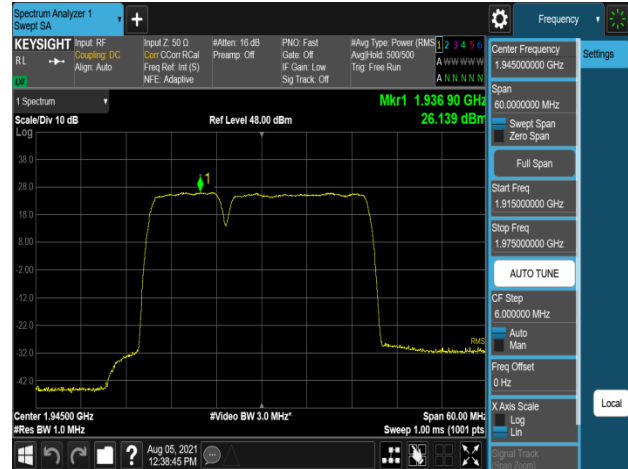 Spectrum Analyzer 1
Swept SA
Frequency
KEYSIGHT
RL
Input: RF
Coupling: DC
Align: Auto
Input Z: 50 Ω
Corr CCorr RCal
Freq Ref: Int (S)
NFE: Adaptive
#Atten: 16 dB
Preamp: Off
PNO: Fast
Gate: Off
IF Gain: Low
Sig Track: Off
#Avg Type: Power (RMS)
Avg|Hold: 500/500
Trig: Free Run
1 2 3 4 5 6
A W W W W W
A N N N N N
LW
1 Spectrum
Scale/Div 10 dB
Ref Level 48.00 dBm
Mkr1 1.936 90 GHz
26.139 dBm
Log
38.0
28.0
18.0
8.00
-2.00
-12.0
-22.0
-32.0
-42.0
1
RMS
Center 1.94500 GHz
#Res BW 1.0 MHz
#Video BW 3.0 MHz*
Span 60.00 MHz
Sweep 1.00 ms (1001 pts)
?
Aug 05, 2021
12:38:45 PM
Center Frequency
1.945000000 GHz
Span
60.0000000 MHz
Swept Span
Zero Span
Full Span
Start Freq
1.915000000 GHz
Stop Freq
1.975000000 GHz
AUTO TUNE
CF Step
6.000000 MHz
Auto
Man
Freq Offset
0 Hz
X Axis Scale
Log
Lin
Signal Track
(Span Zoom)
Settings
Local